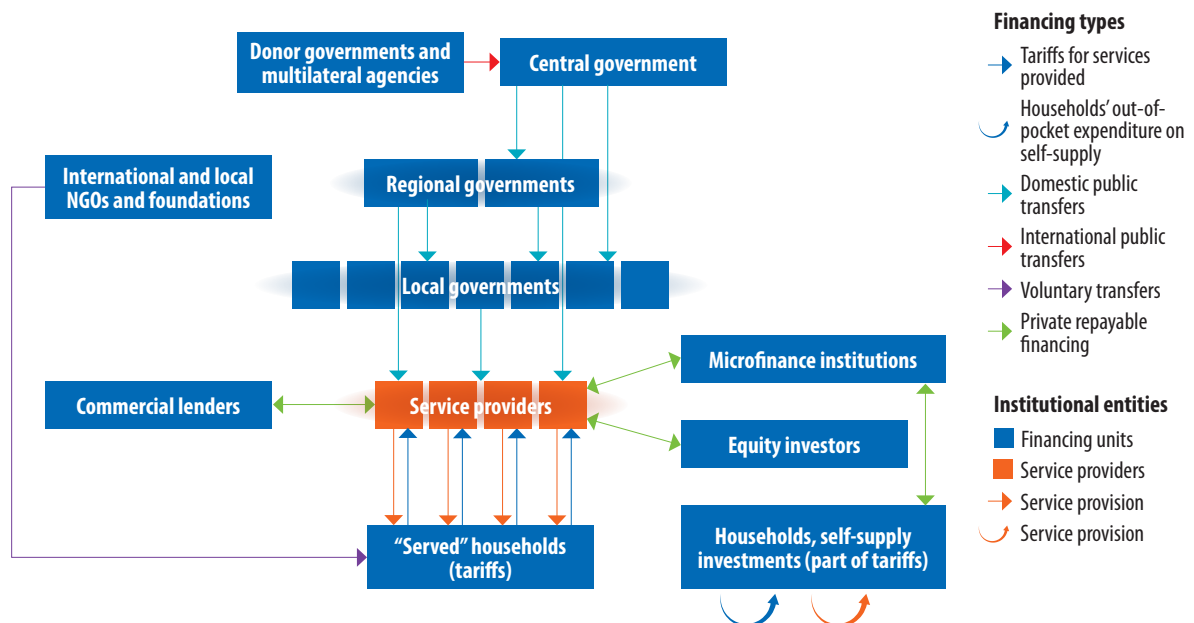 Donor governments and
multilateral agencies
Central government
International and local
NGOs and foundations
Regional governments
Local governments
Microfinance institutions
Commercial lenders
Service providers
Equity investors
“Served” households
(tariffs)
Households, self-supply
investments (part of tariffs)
Financing types
Tariffs for services
provided
Households’ out-of-
pocket expenditure on
self-supply
Domestic public
transfers
International public
transfers
Voluntary transfers
Private repayable
financing
Institutional entities
Financing units
Service providers
Service provision
Service provision